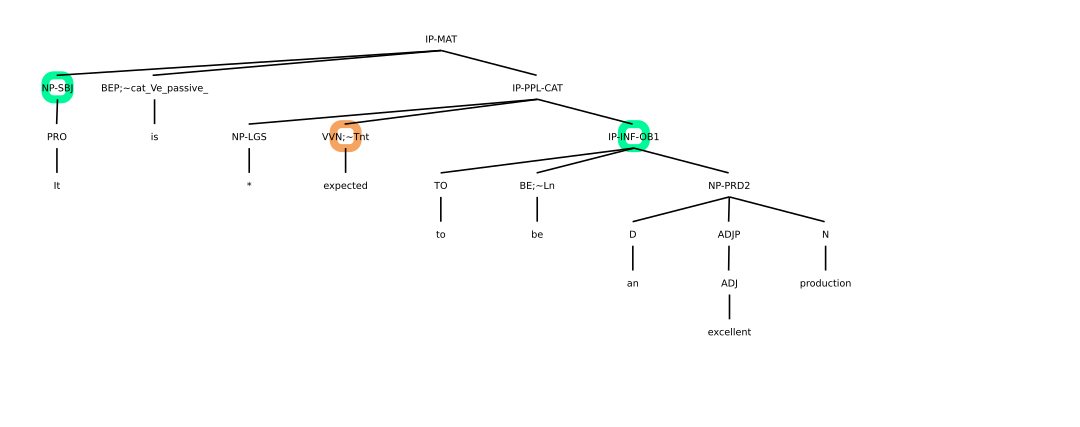 IP-MAT
NP-SBJ BEP;~cat_Ve_passive_ IP-PPL-CAT
PRO is NP-LGS VVN;~Tnt IP-INF-OB1
It * expected TO BE;~Ln NP-PRD2
to be D ADJP N
an ADJ production
excellent